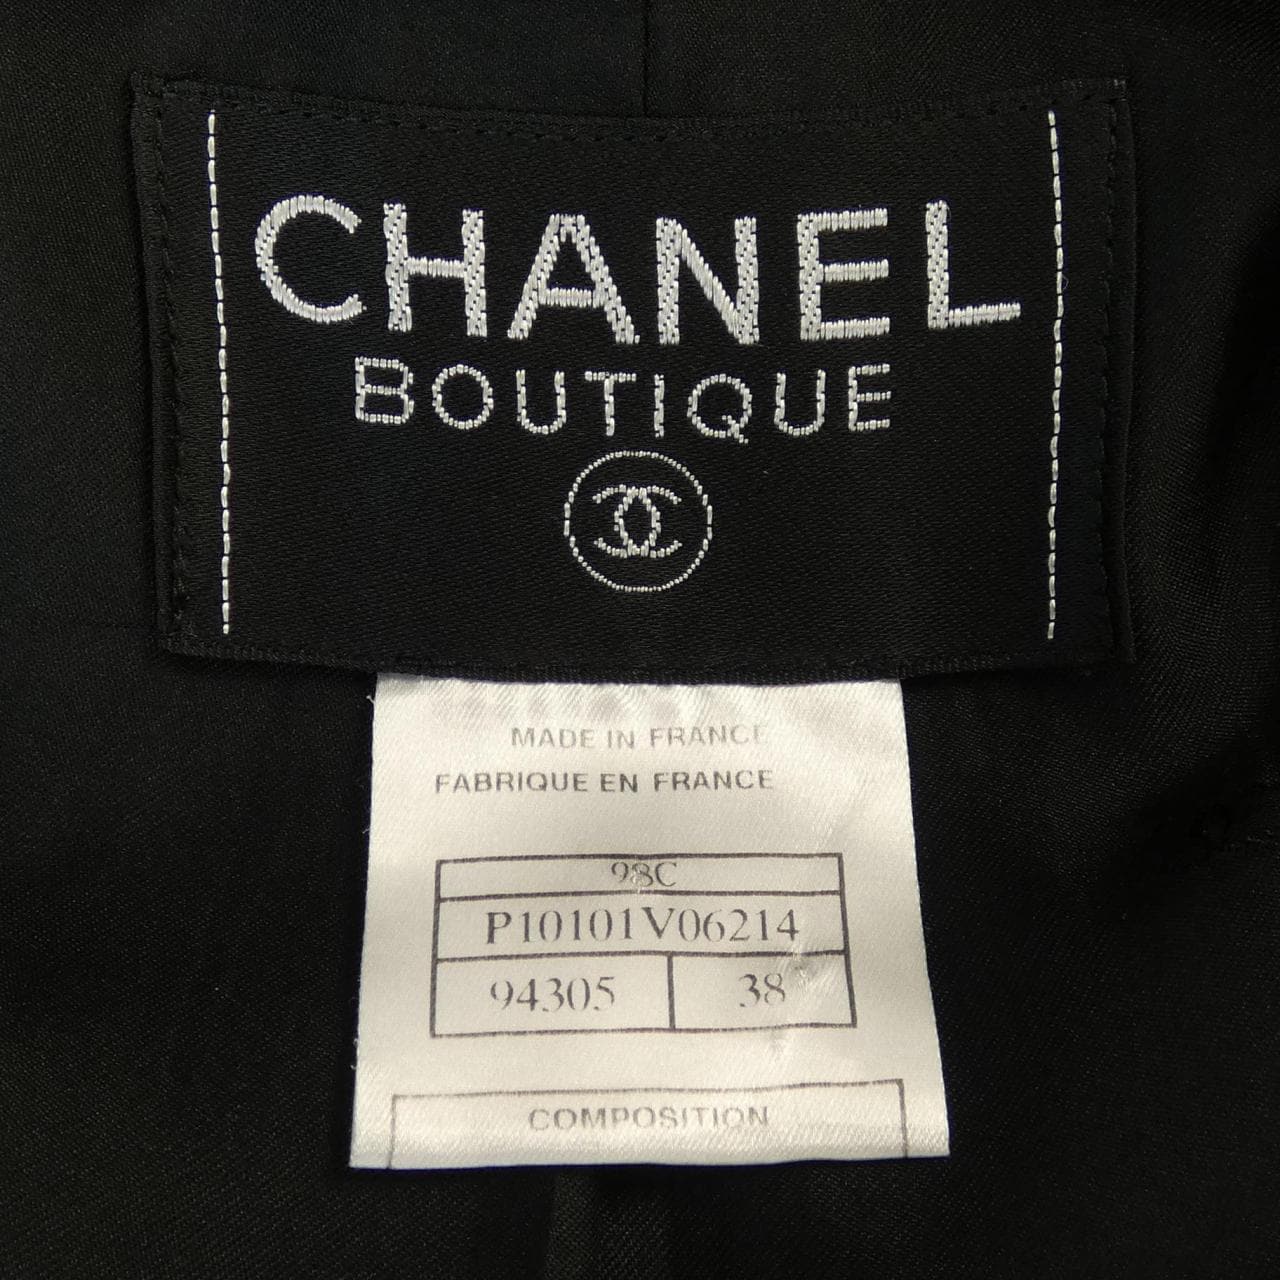 CHANEL
BOUTIQUE
MADE IN FRANCE
FABRIQUE EN FRANCE
98C
P10101V06214
94305 38
COMPOSITION